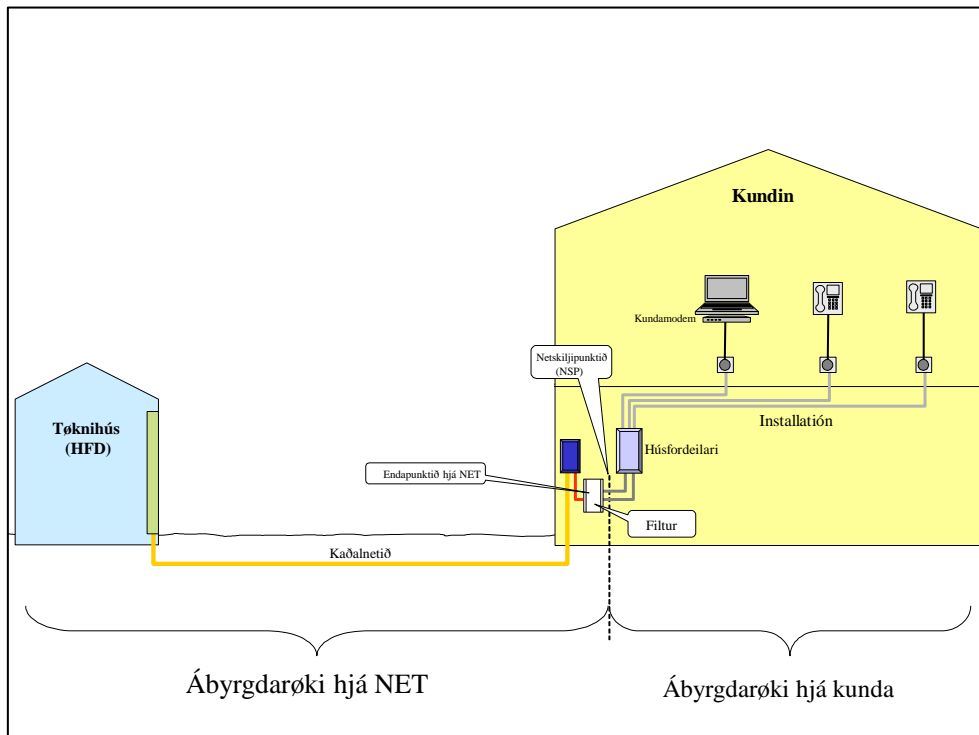 Kundin
Kundamodem
Netskiljipunktið
(NSP)
Tøknihús
(HFD)
Installatión
Húsfordeilari
Endapunktið hjá NET
Filtur
Kaðalnetið
Ábyrgdarøki hjá NET
Ábyrgdarøki hjá kunda